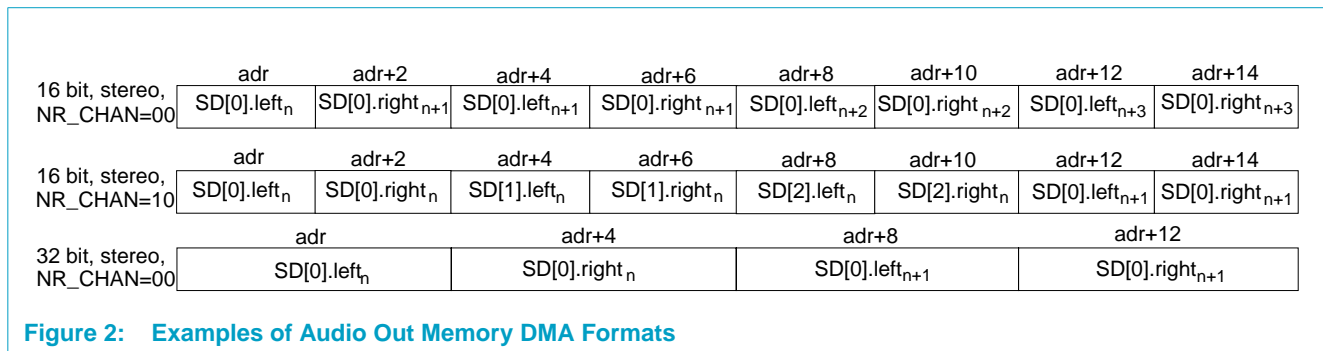 adr adr+2 adr+4 adr+6 adr+8 adr+10 adr+12 adr+14
16 bit, stereo,
NR_CHAN=00 SD[0].leftn SD[0].rightn+1 SD[0].leftn+1 SD[0].rightn+1 SD[0].leftn+2 SD[0].rightn+2 SD[0].leftn+3 SD[0].rightn+3
adr adr+2 adr+4 adr+6 adr+8 adr+10 adr+12 adr+14
16 bit, stereo,
NR_CHAN=10 SD[0].leftn SD[0].rightn SD[1].leftn SD[1].rightn SD[2].leftn SD[2].rightn SD[0].leftn+1 SD[0].rightn+1
adr adr+4 adr+8 adr+12
32 bit, stereo,
NR_CHAN=00 SD[0].leftn SD[0].rightn SD[0].leftn+1 SD[0].rightn+1
Figure 2: Examples of Audio Out Memory DMA Formats